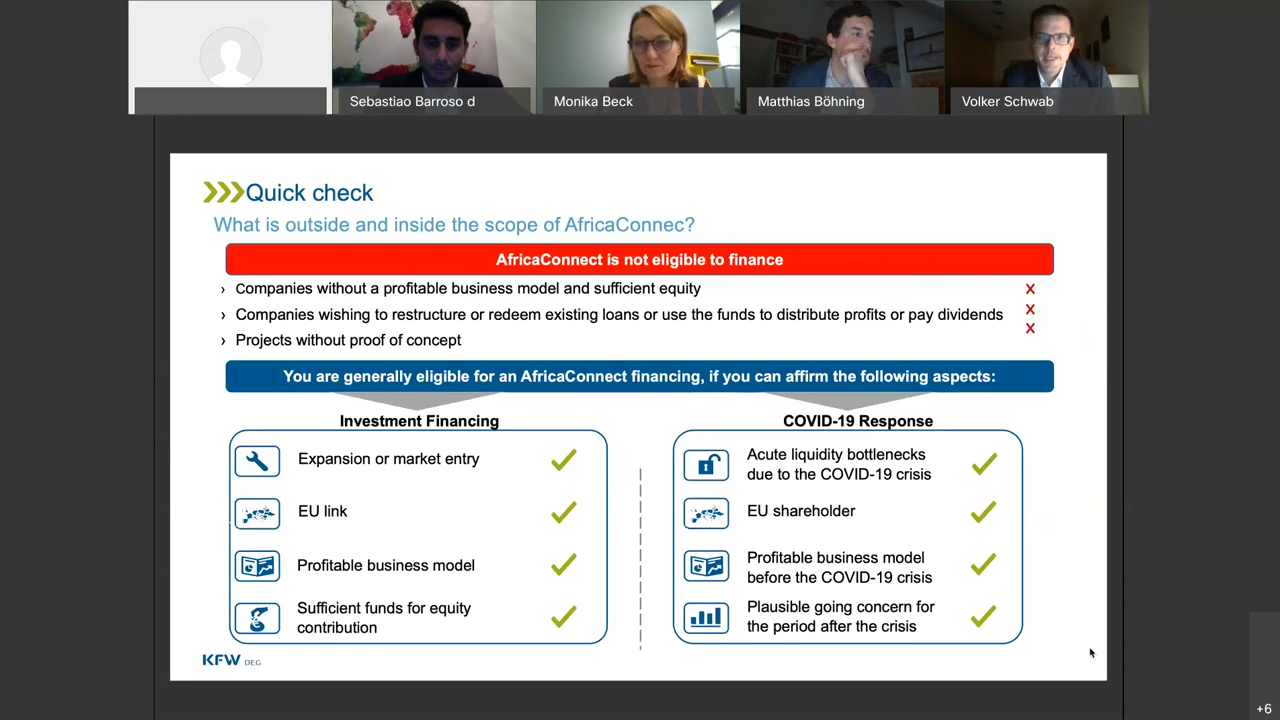 Sebastiao Barroso d
Monika Beck
Matthias Böhning
Volker Schwab
Quick check
What is outside and inside the scope of AfricaConnec?
AfricaConnect is not eligible to finance
› Companies without a profitable business model and sufficient equity X
› Companies wishing to restructure or redeem existing loans or use the funds to distribute profits or pay dividends X
› Projects without proof of concept X
You are generally eligible for an AfricaConnect financing, if you can affirm the following aspects:
Investment Financing
Expansion or market entry
EU link
Profitable business model
Sufficient funds for equity
contribution
COVID-19 Response
Acute liquidity bottlenecks
due to the COVID-19 crisis
EU shareholder
Profitable business model
before the COVID-19 crisis
Plausible going concern for
the period after the crisis
KFW DEG
+6